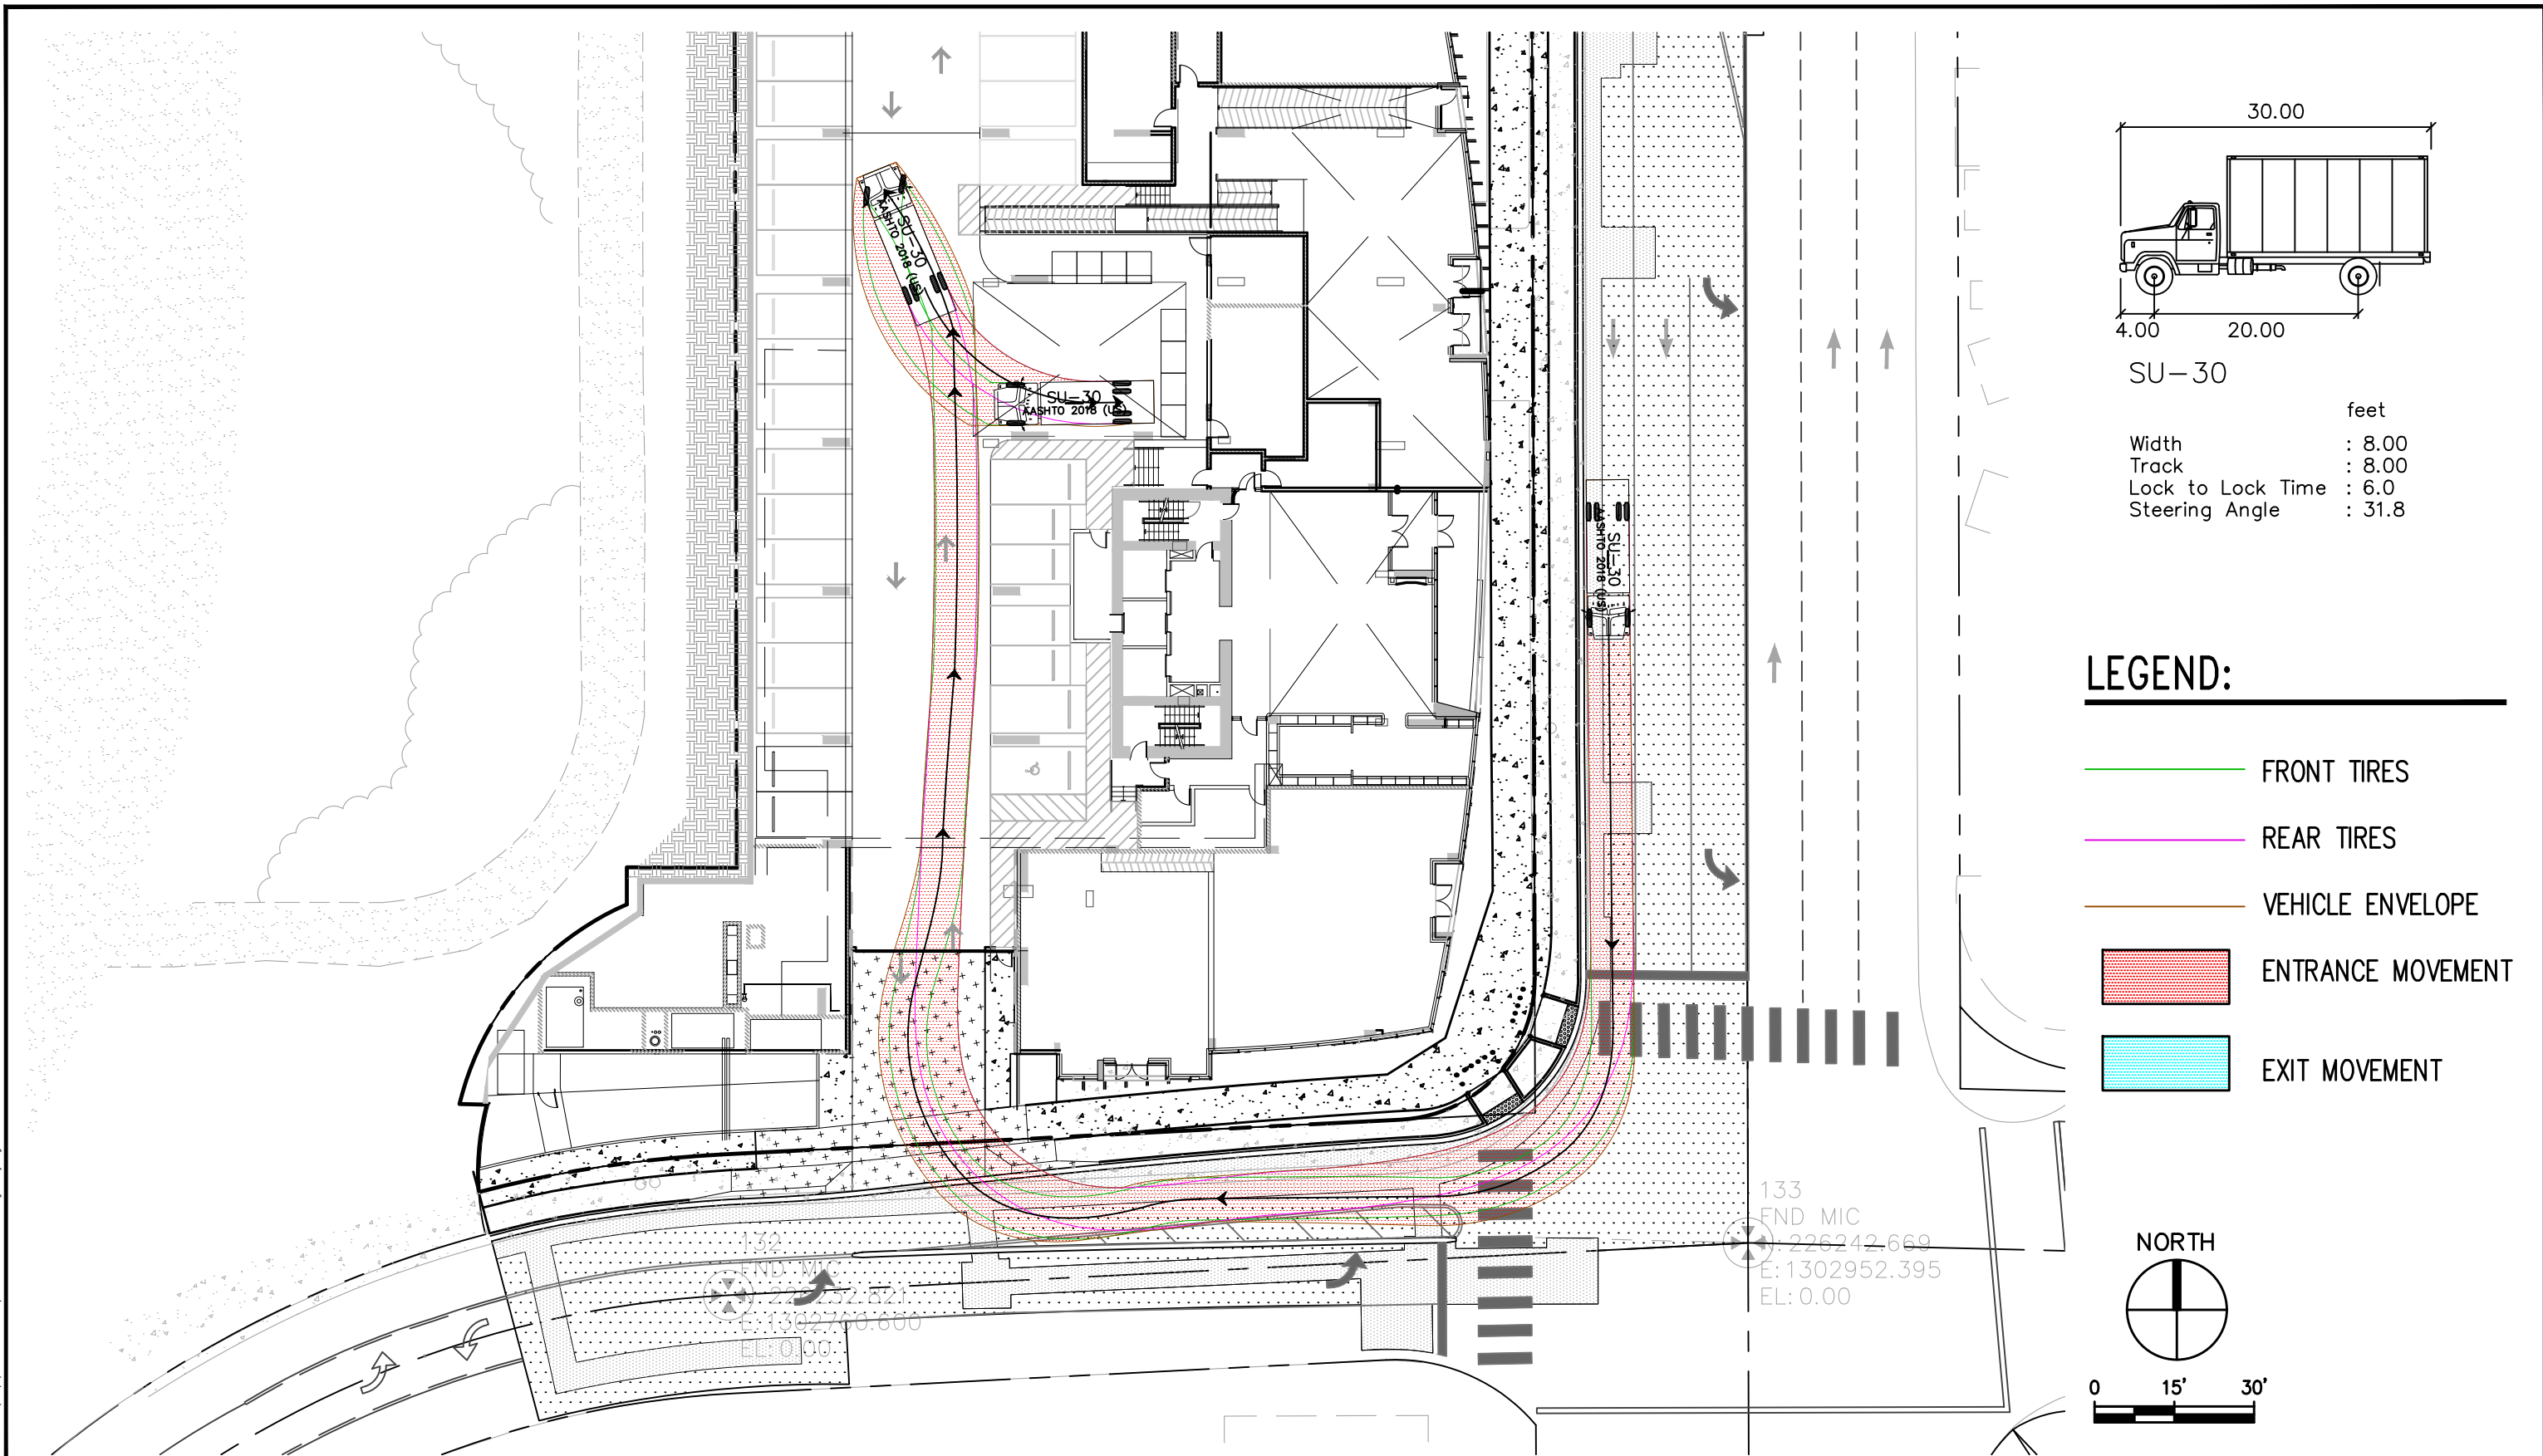 30.00
4.00
20.00
SU-30
feet
Width : 8.00
Track : 8.00
Lock to Lock Time : 6.0
Steering Angle : 31.8
LEGEND:
FRONT TIRES
REAR TIRES
VEHICLE ENVELOPE
ENTRANCE MOVEMENT
EXIT MOVEMENT
NORTH
0 15' 30'
SU-30
AASHTO 2018 (US)
SU-30
AASHTO 2018 (US)
SU-30
AASHTO 2018 (US)
133
FND MIC
226242.669
E:1302952.395
EL:0.00
132
FND MIC
E:1302760.600
EL:0.00